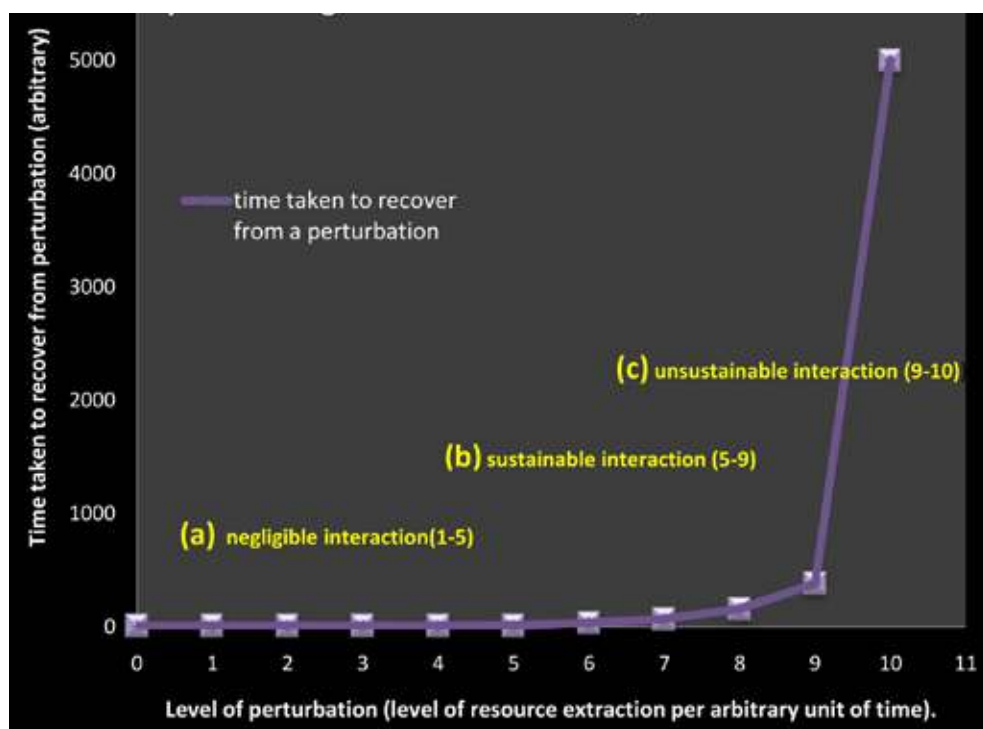 Time taken to recover from perturbation (arbitrary)
5000
4000
3000
2000
1000
0
time taken to recover
from a perturbation
(c) unsustainable interaction (9-10)
(b) sustainable interaction (5-9)
(a) negligible interaction(1-5)
0 1 2 3 4 5 6 7 8 9 10 11
Level of perturbation (level of resource extraction per arbitrary unit of time).